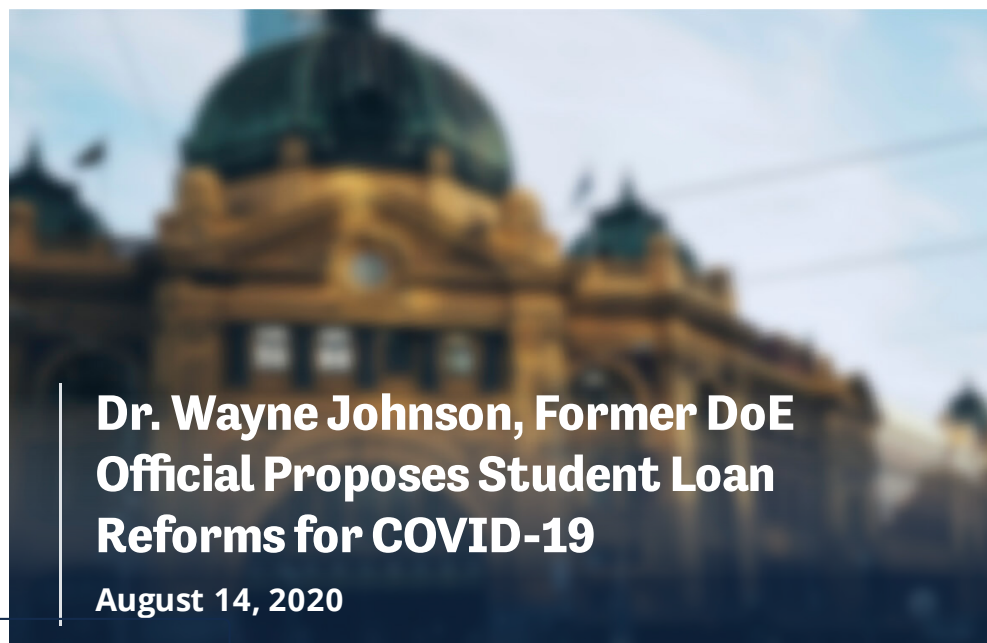 Dr. Wayne Johnson, Former DoE
Official Proposes Student Loan
Reforms for COVID-19
August 14, 2020